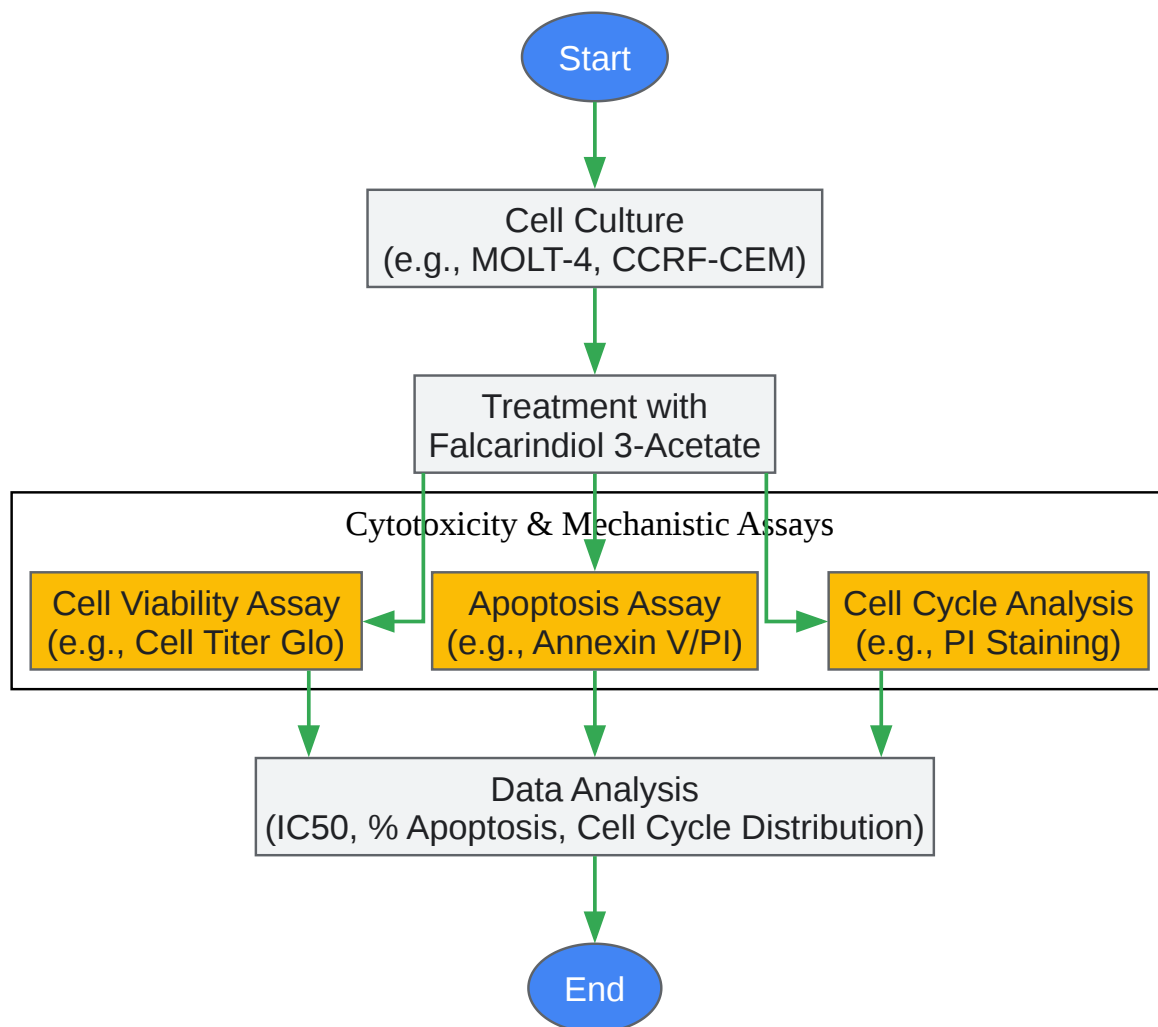 Start
Cell Culture
(e.g., MOLT-4, CCRF-CEM)
Treatment with
Falcarindiol 3-Acetate
Cytotoxicity & Mechanistic Assays
Cell Viability Assay
(e.g., Cell Titer Glo)
Apoptosis Assay
(e.g., Annexin V/PI)
Cell Cycle Analysis
(e.g., PI Staining)
Data Analysis
(IC50, % Apoptosis, Cell Cycle Distribution)
End